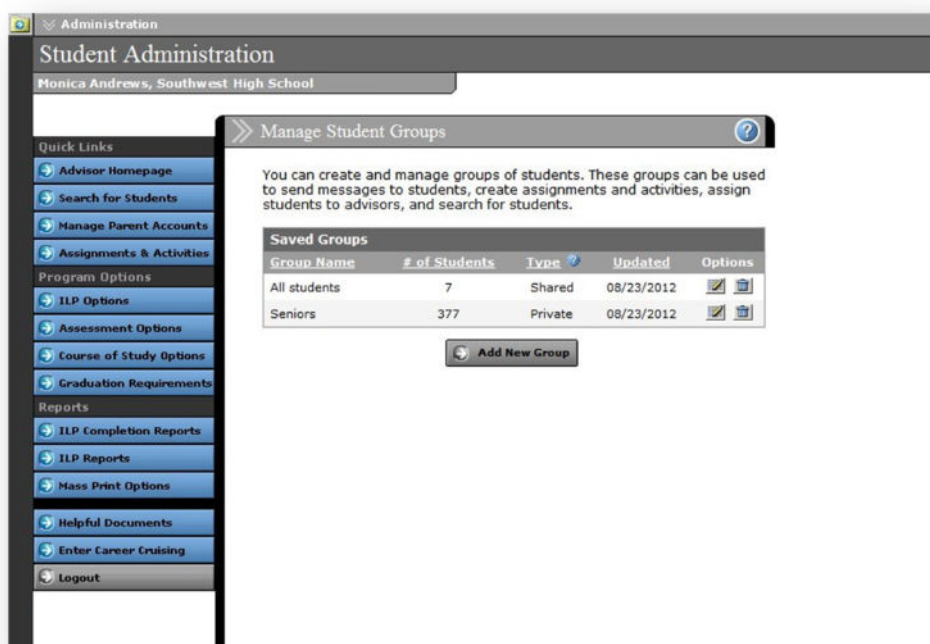 Administration
Student Administration
Monica Andrews, Southwest High School
Quick Links
Advisor Homepage
Search for Students
Manage Parent Accounts
Assignments & Activities
Program Options
ILP Options
Assessment Options
Course of Study Options
Graduation Requirements
Reports
ILP Completion Reports
ILP Reports
Mass Print Options
Helpful Documents
Enter Career Cruising
Logout
Manage Student Groups ?
You can create and manage groups of students. These groups can be used
to send messages to students, create assignments and activities, assign
students to advisors, and search for students.
Saved Groups
Group Name # of Students Type ? Updated Options
All students 7 Shared 08/23/2012
Seniors 377 Private 08/23/2012
Add New Group